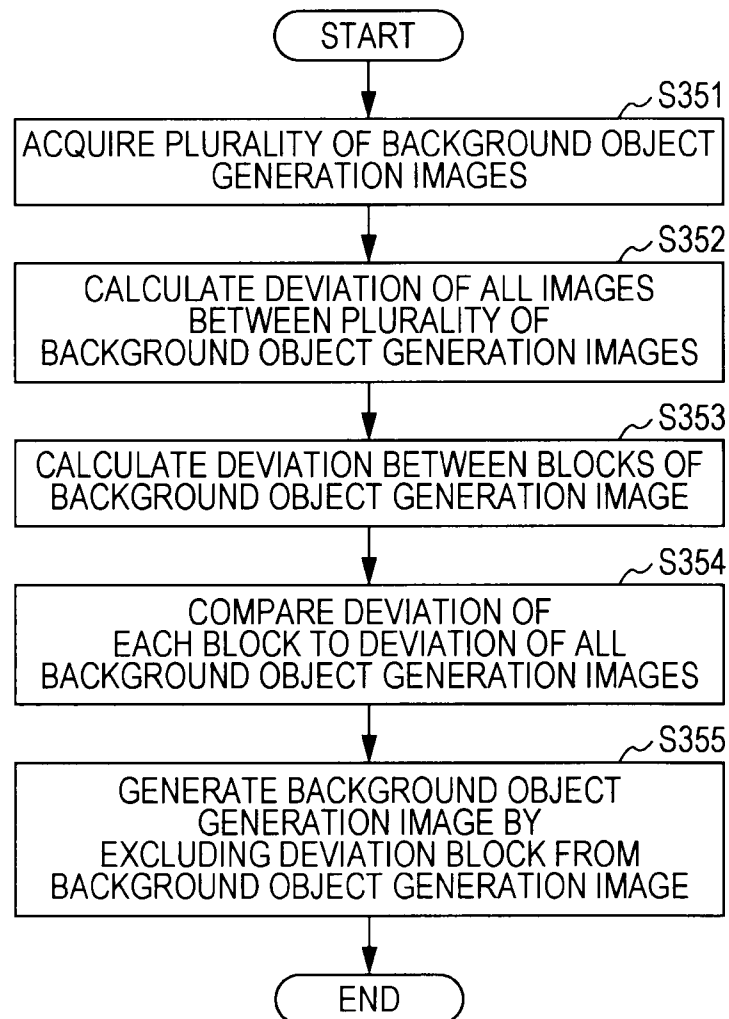 START
S351
ACQUIRE PLURALITY OF BACKGROUND OBJECT
GENERATION IMAGES
S352
CALCULATE DEVIATION OF ALL IMAGES
BETWEEN PLURALITY OF
BACKGROUND OBJECT GENERATION IMAGES
S353
CALCULATE DEVIATION BETWEEN BLOCKS OF
BACKGROUND OBJECT GENERATION IMAGE
S354
COMPARE DEVIATION OF
EACH BLOCK TO DEVIATION OF ALL
BACKGROUND OBJECT GENERATION IMAGES
S355
GENERATE BACKGROUND OBJECT
GENERATION IMAGE BY
EXCLUDING DEVIATION BLOCK FROM
BACKGROUND OBJECT GENERATION IMAGE
END